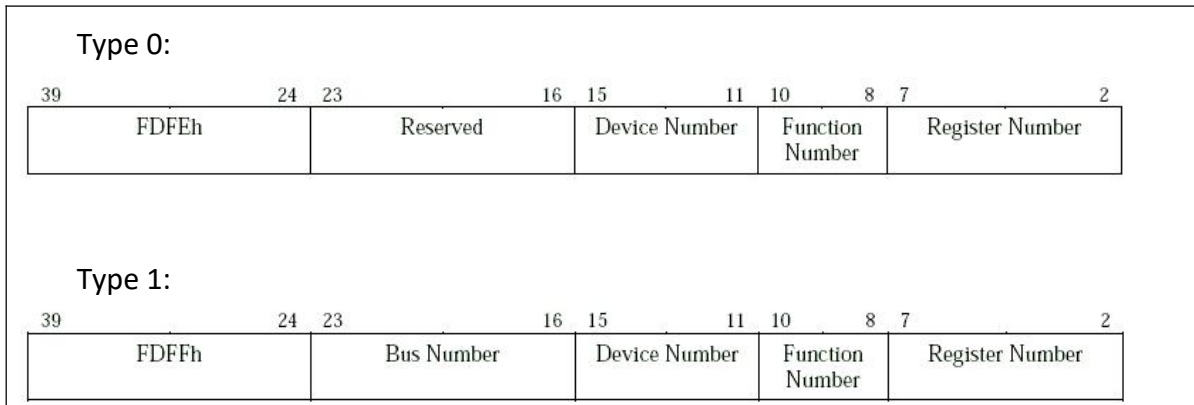 Type 0:
39 24 23 16 15 11 10 8 7 2
FDFEh Reserved Device Number Function Number Register Number
Type 1:
39 24 23 16 15 11 10 8 7 2
FDFFh Bus Number Device Number Function Number Register Number